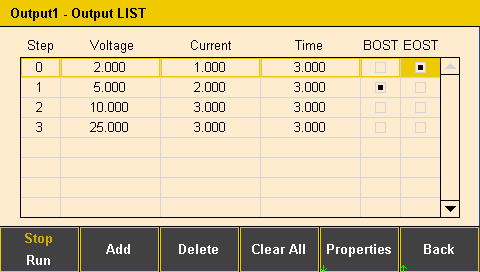 Output1 - Output LIST
Step Voltage Current Time BOST EOST
0 2.000 1.000 3.000
1 5.000 2.000 3.000
2 10.000 3.000 3.000
3 25.000 3.000 3.000
Stop
Run Add Delete Clear All Properties Back